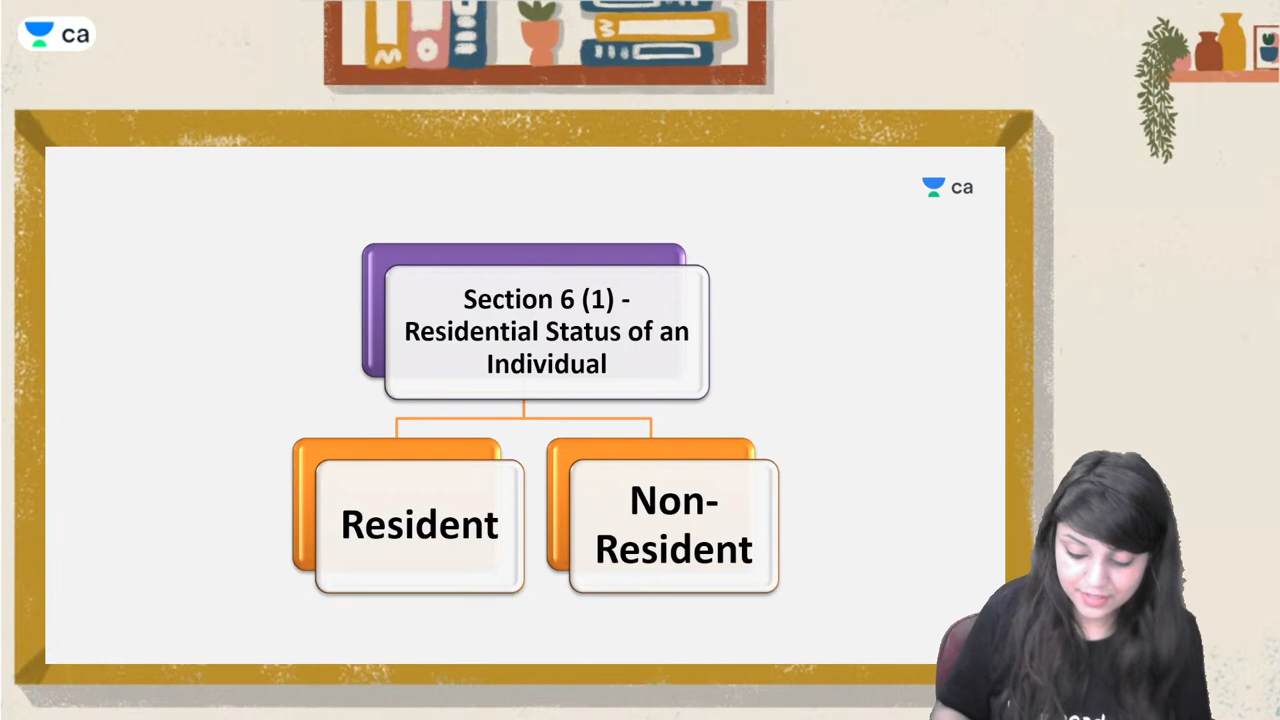 ca
ca
Section 6 (1) -
Residential Status of an
Individual
Resident
Non-
Resident